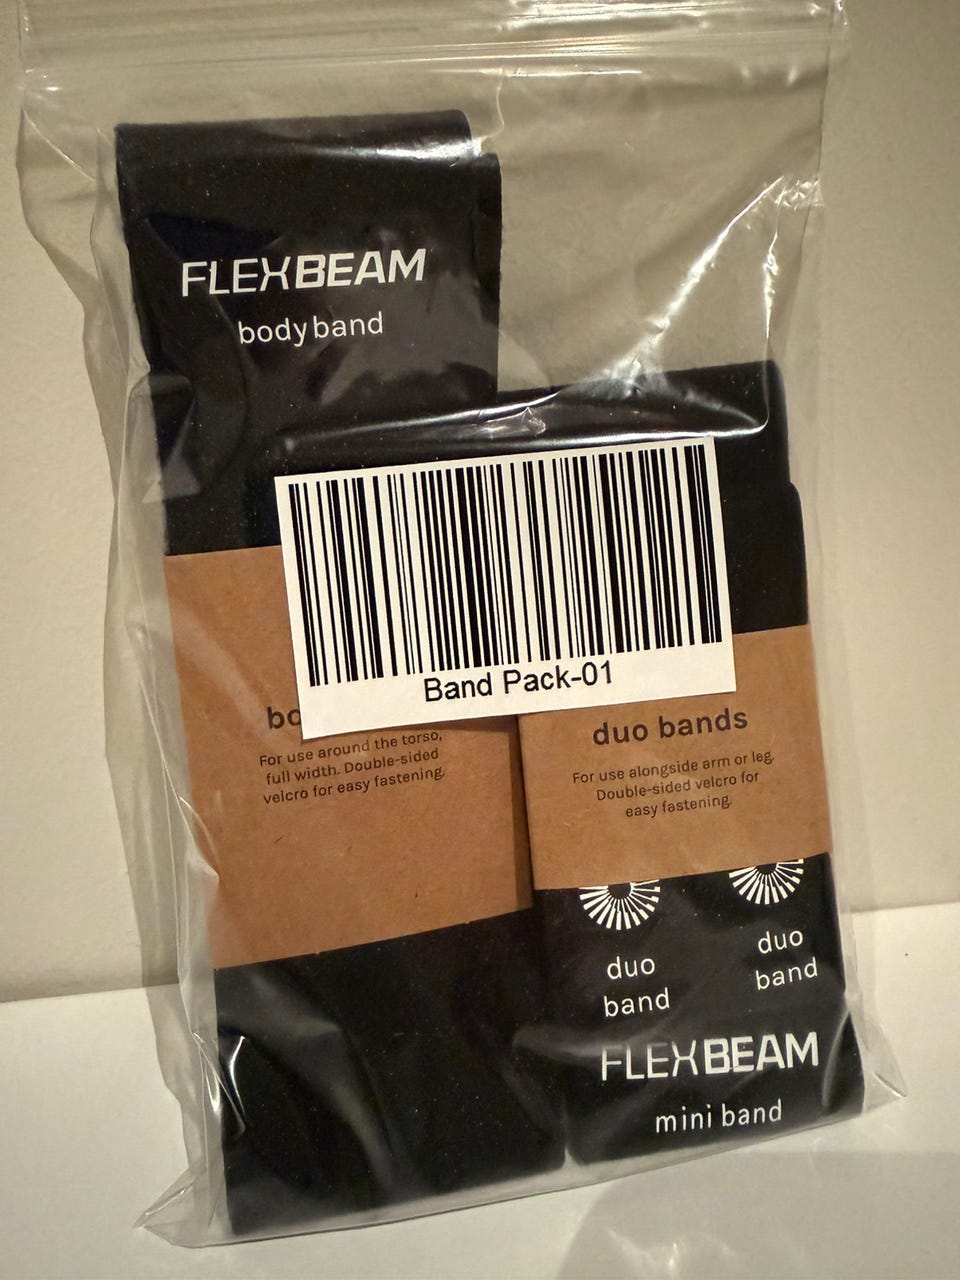 FLEXBEAM
body band
Band Pack-01
For use around the torso,
full width. Double-sided
velcro for easy fastening.
duo bands
For use alongside arm or leg.
Double-sided velcro for
easy fastening.
duo
band
duo
band
FLEXBEAM
mini band